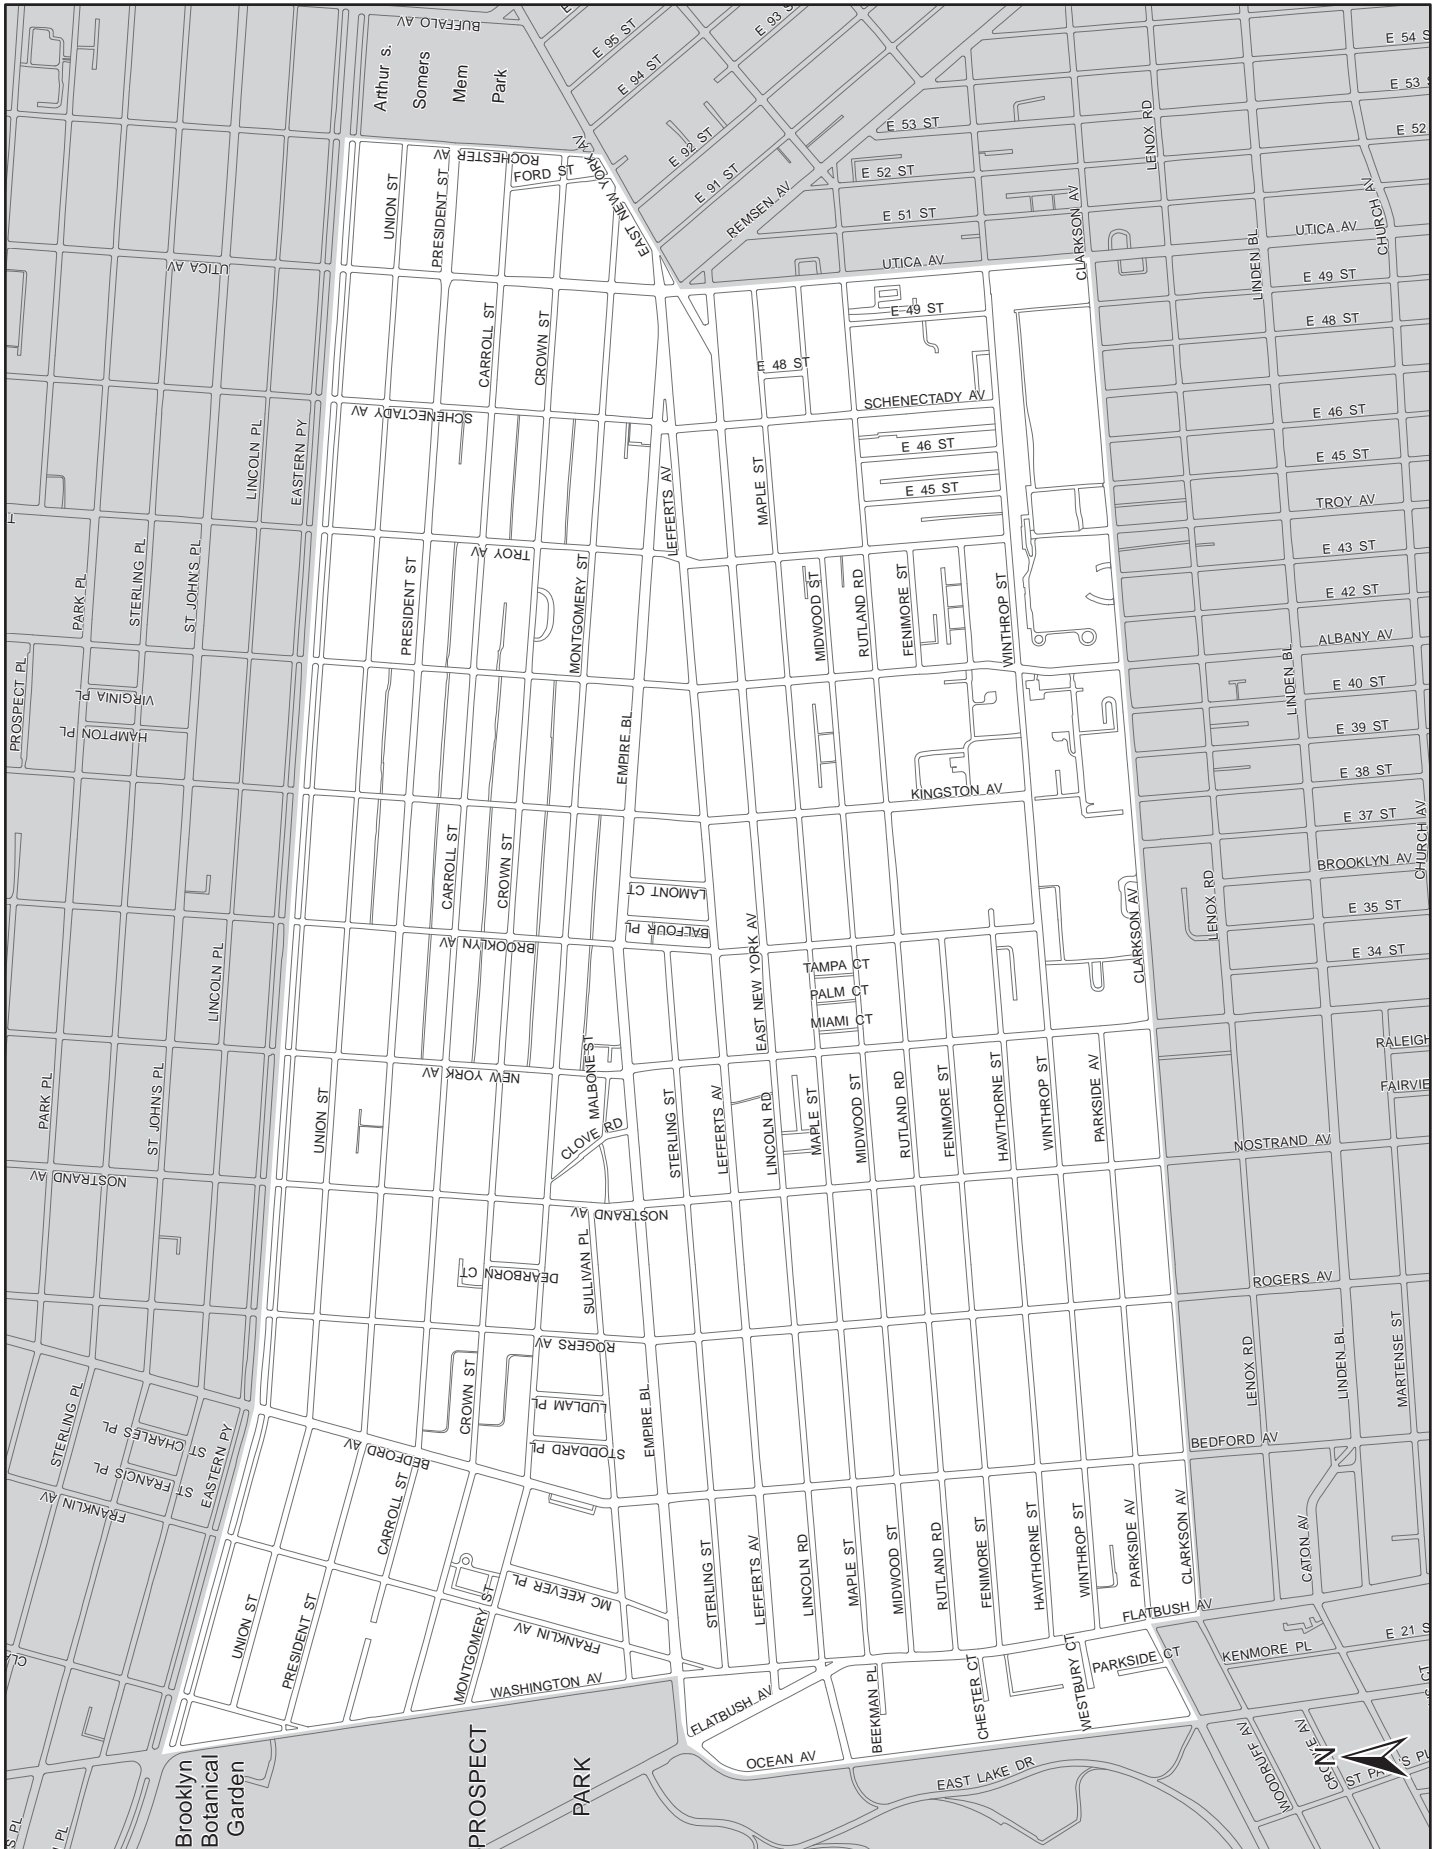 BUFFALO AV
Arthur s.
Somers
Mem
Park
E 95 ST
E 94 ST
E 93
E 92 ST
E 91 ST
E 54
E 53
E 52
E 53 ST
E 52 ST
E 51 ST
REMSEN AV
LENOX RD
CLARKSON AV
CHURCH AV
UTICA AV
ROCHESTER AV
FORD ST
EAST NEW YORK AV
UNION ST
PRESIDENT ST
UTICA AV
UTICA AV
LINDEN BL
E 49 ST
E 48 ST
CARROLL ST
CROWN ST
E 49 ST
E 48 ST
SCHENECTADY AV
SCHENECTADY AV
E 46 ST
E 45 ST
E 46 ST
E 45 ST
TROY AV
LINCOLN PL
EASTERN PY
LEFFERTS AV
MAPLE ST
TROY AV
PARK PL
STERLING PL
ST JOHN'S PL
PRESIDENT ST
MONTGOMERY ST
MIDWOOD ST
RUTLAND RD
FENIMORE ST
WINTHROP ST
E 43 ST
E 42 ST
ALBANY AV
PROSPECT PL
VIRGINIA PL
HAMPTON PL
LINDEN BL
E 40 ST
E 39 ST
E 38 ST
E 37 ST
EMPIRE BL
KINGSTON AV
CARROLL ST
CROWN ST
LAMONT CT
BALFOUR PL
BROOKLYN AV
BROOKLYN AV
CHURCH AV
E 35 ST
E 34 ST
LENOX RD
CLARKSON AV
LINCOLN PL
EAST NEW YORK AV
TAMPA CT
PALM CT
MIAMI CT
RALEIGH
FAIRVIE
PARK PL
ST JOHN'S PL
UNION ST
NEW YORK AV
MALBONE ST
CLOVE RD
STERLING ST
LEFFERTS AV
LINCOLN RD
MAPLE ST
MIDWOOD ST
RUTLAND RD
FENIMORE ST
HAWTHORNE ST
WINTHROP ST
PARKSIDE AV
NOSTRAND AV
NOSTRAND AV
NOSTRAND AV
DEARBORN CT
SULLIVAN PL
ROGERS AV
ROGERS AV
LENOX RD
LINDEN BL
MARTENSE ST
STERLING PL
ST CHARLES PL
ST FRANCIS PL
FRANKLIN AV
EASTERN PY
BEDFORD AV
CROWN ST
LUDLAM PL
STODDARD PL
EMPIRE BL
BEDFORD AV
CARROLL ST
UNION ST
PRESIDENT ST
MONTGOMERY ST
MC KEEVER PL
FRANKLIN AV
WASHINGTON AV
STERLING ST
LEFFERTS AV
LINCOLN RD
MAPLE ST
MIDWOOD ST
RUTLAND RD
FENIMORE ST
HAWTHORNE ST
WINTHROP ST
PARKSIDE AV
CLARKSON AV
CATON AV
FLATBUSH AV
E 21 S
KENMORE PL
FLATBUSH AV
OCEAN AV
BEEKMAN PL
CHESTER CT
WESTBURY CT
PARKSIDE CT
EAST LAKE DR
WOODRUFF AV
N
Brooklyn
Botanical
Garden
PROSPECT
PARK